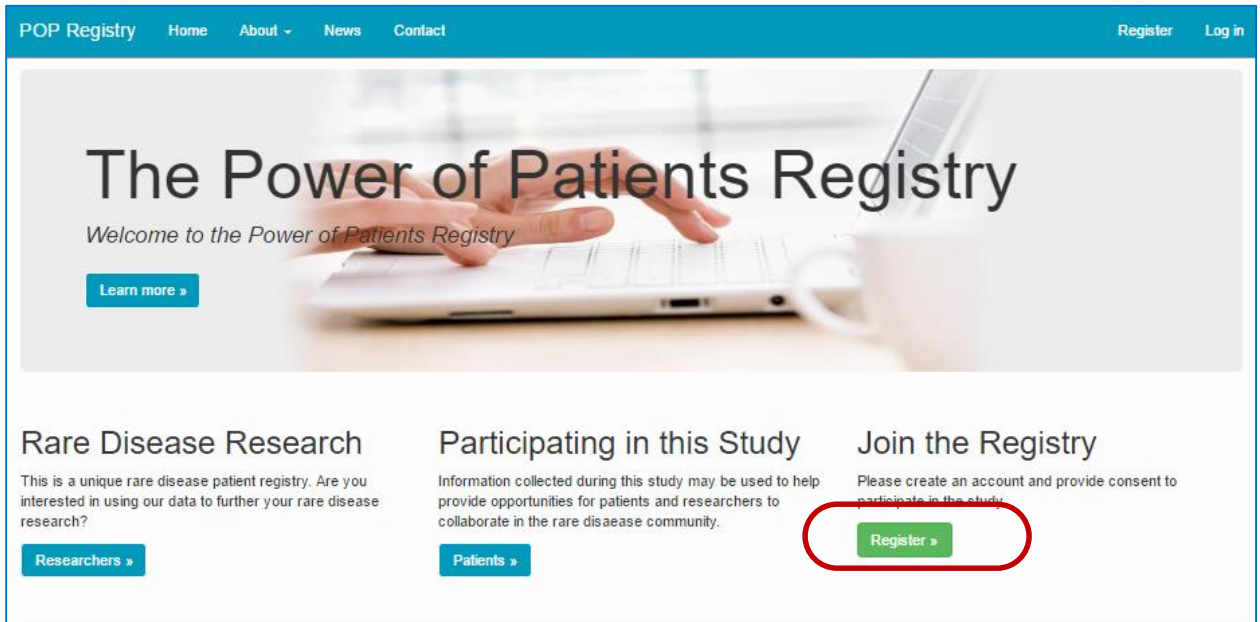 POP Registry Home About News Contact Register Log in
The Power of Patients Registry
Welcome to the Power of Patients Registry
Learn more »
Rare Disease Research
This is a unique rare disease patient registry. Are you
interested in using our data to further your rare disease
research?
Researchers »
Participating in this Study
Information collected during this study may be used to help
provide opportunities for patients and researchers to
collaborate in the rare disaease community.
Patients »
Join the Registry
Please create an account and provide consent to
participate in the study.
Register »